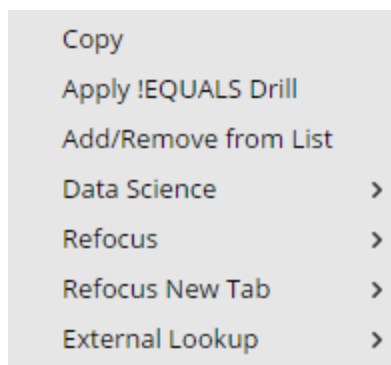 Copy
Apply !EQUALS Drill
Add/Remove from List
Data Science
Refocus
Refocus New Tab
External Lookup